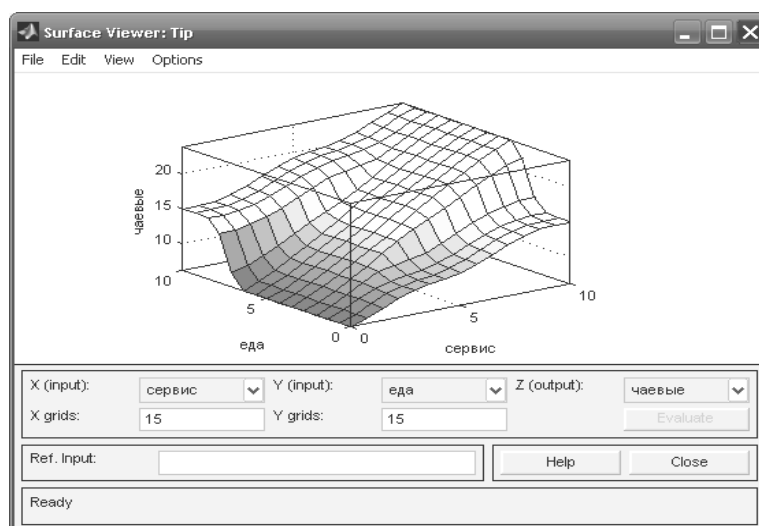 Surface Viewer: Tip
File Edit View Options
20
15
10
чаевые
10
5
0
еда
0
5
10
сервис
X (input): сервис Y (input): еда Z (output): чаевые
X grids: 15 Y grids: 15 Evaluate
Ref. Input: Help Close
Ready